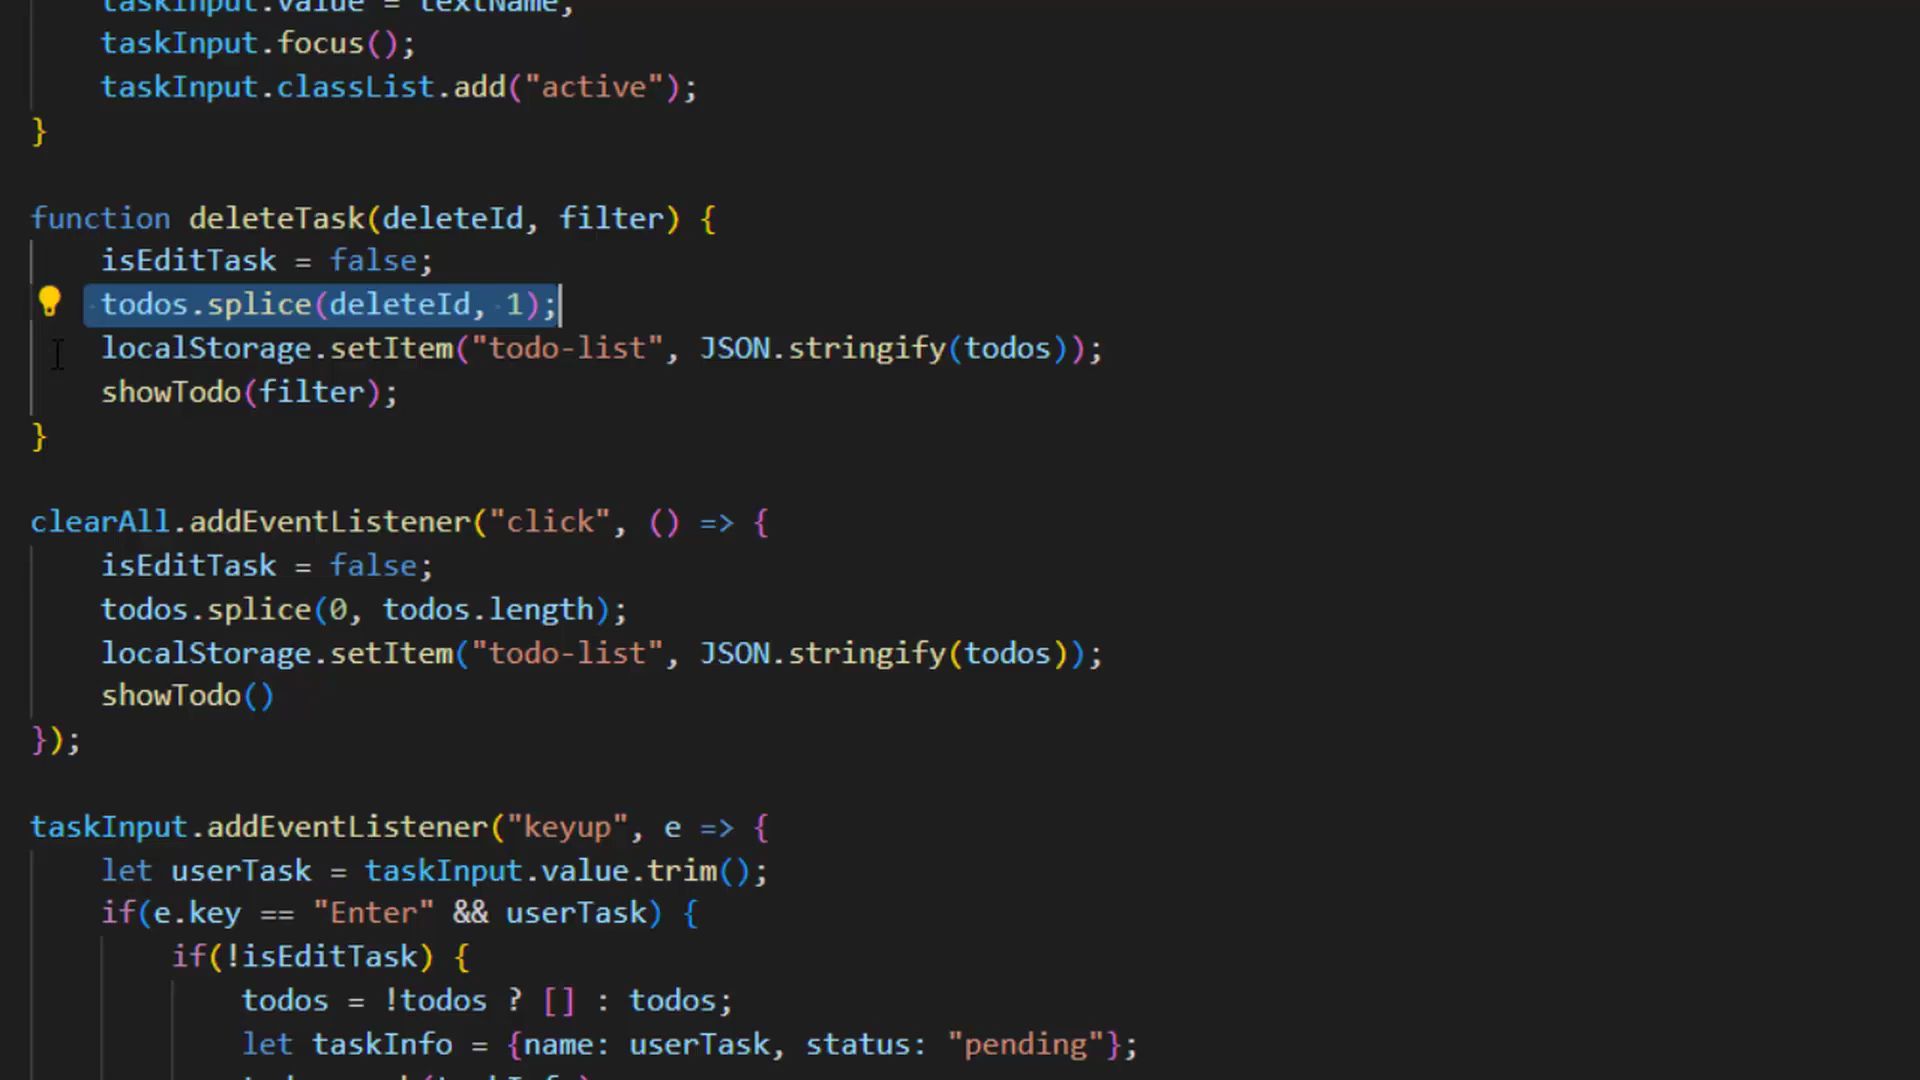 taskInput.value = textName;
taskInput.focus();
taskInput.classList.add("active");
}
function deleteTask(deleteId, filter) {
isEditTask = false;
todos.splice(deleteId, 1);
localStorage.setItem("todo-list", JSON.stringify(todos));
showTodo(filter);
}
clearAll.addEventListener("click", () => {
isEditTask = false;
todos.splice(0, todos.length);
localStorage.setItem("todo-list", JSON.stringify(todos));
showTodo()
});
taskInput.addEventListener("keyup", e => {
let userTask = taskInput.value.trim();
if(e.key == "Enter" && userTask) {
if(!isEditTask) {
todos = !todos ? [] : todos;
let taskInfo = {name: userTask, status: "pending"};